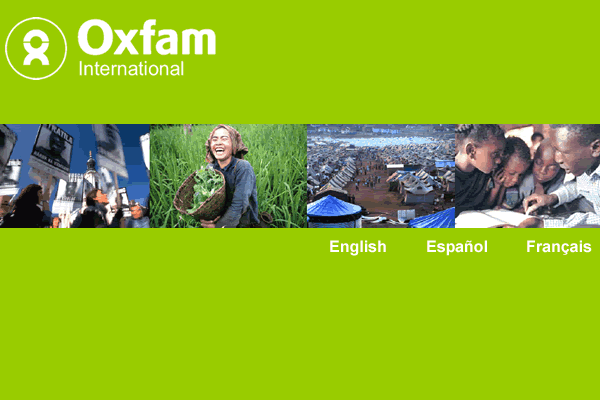 Oxfam
International
English Español Français